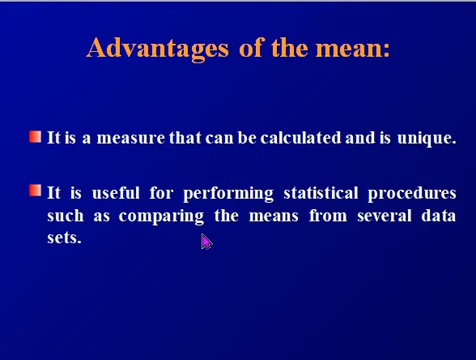 Advantages of the mean:
It is a measure that can be calculated and is unique.
It is useful for performing statistical procedures
such as comparing the means from several data
sets.